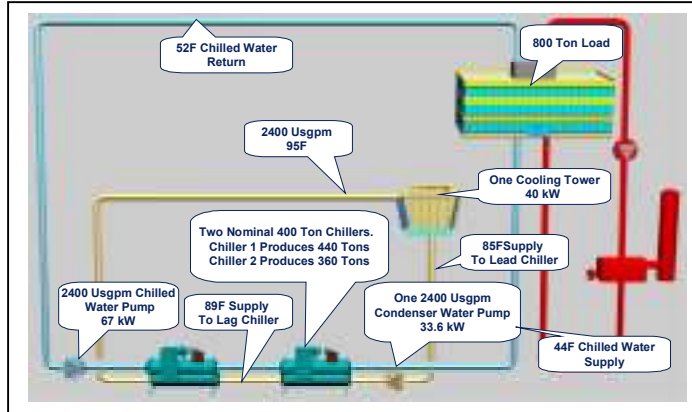 52F Chilled Water
Return
800 Ton Load
2400 Usgpm
95F
One Cooling Tower
40 kW
Two Nominal 400 Ton Chillers.
Chiller 1 Produces 440 Tons
Chiller 2 Produces 360 Tons
85FSupply
To Lead Chiller
2400 Usgpm Chilled
Water Pump
67 kW
89F Supply
To Lag Chiller
One 2400 Usgpm
Condenser Water Pump
33.6 kW
44F Chilled Water
Supply